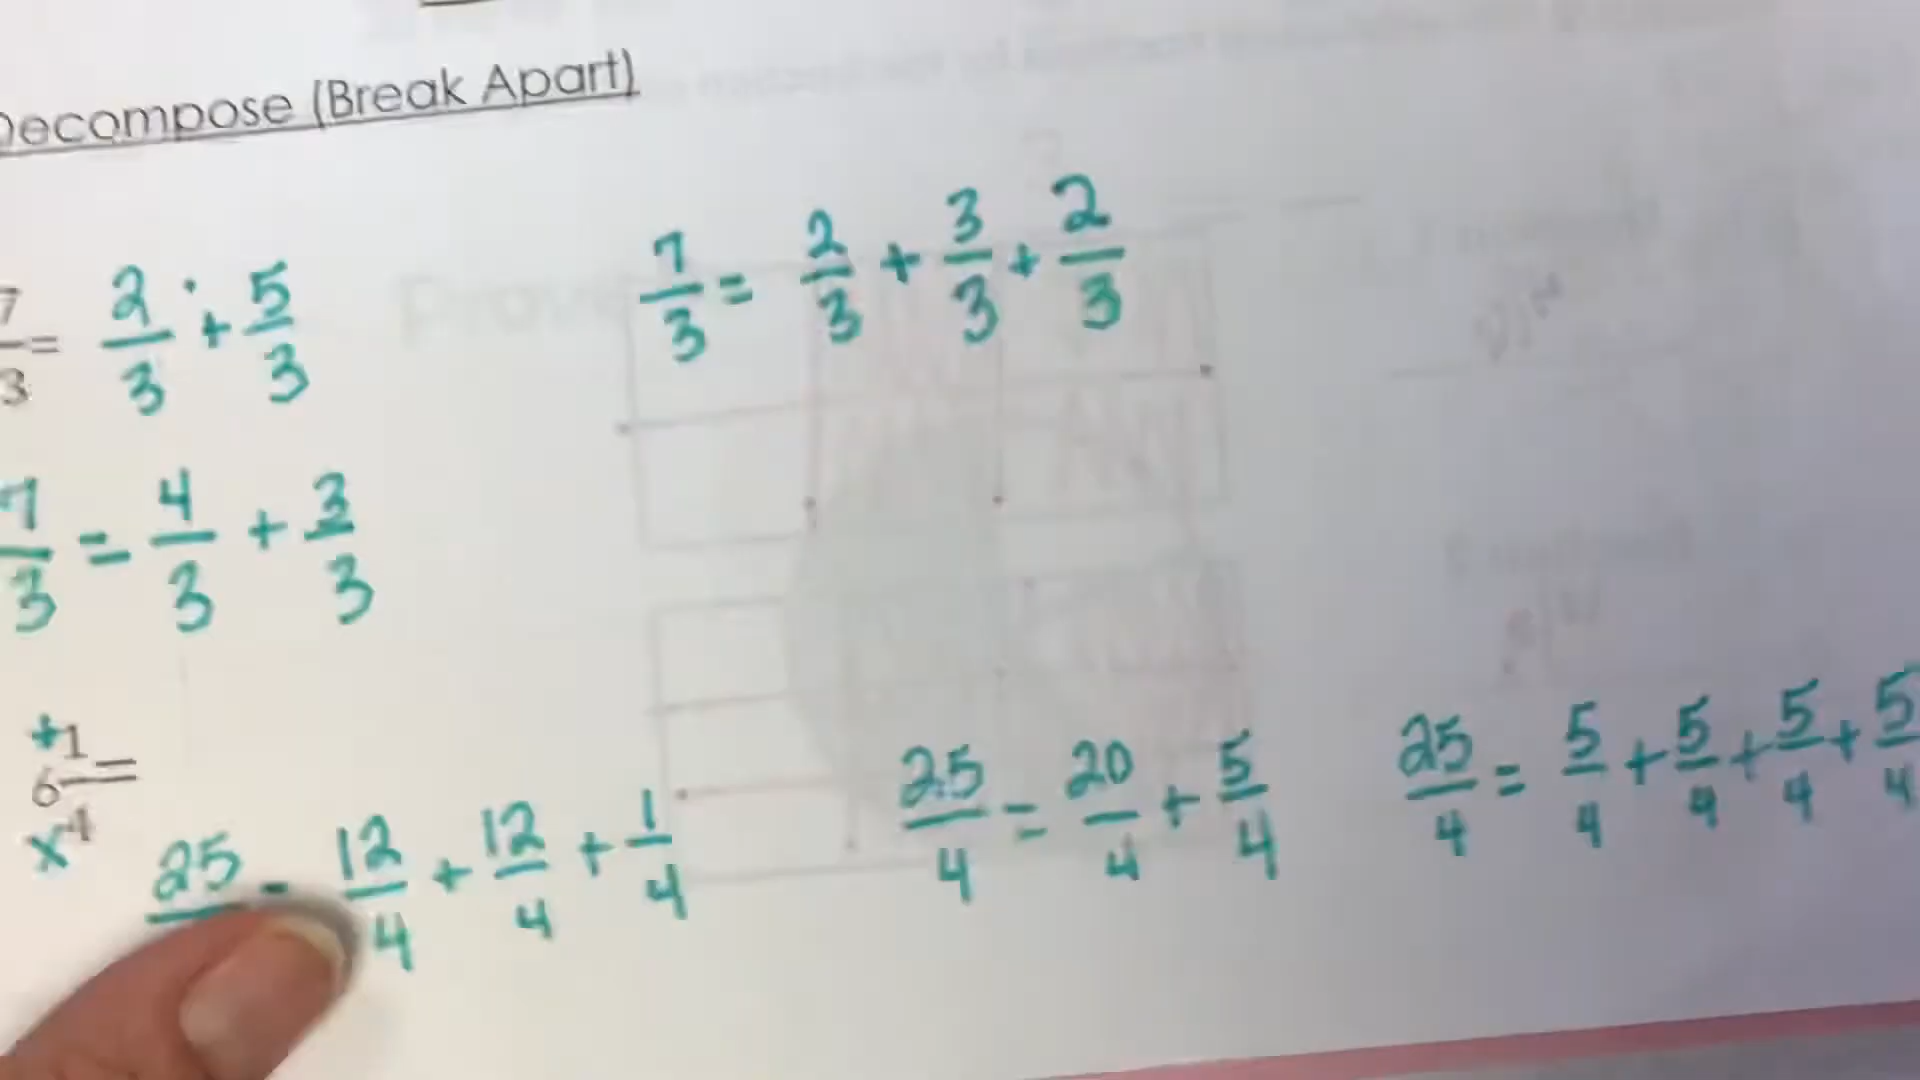 Decompose (Break Apart)
7/3 = 2/3 + 5/3
7/3 = 2/3 + 3/3 + 2/3
7/3 = 4/3 + 3/3
+ 6 1/4 =
x
25 = 12/4 + 12/4 + 1/4
25/4 = 20/4 + 5/4
25/4 = 5/4 + 5/4 + 5/4 + 5/4